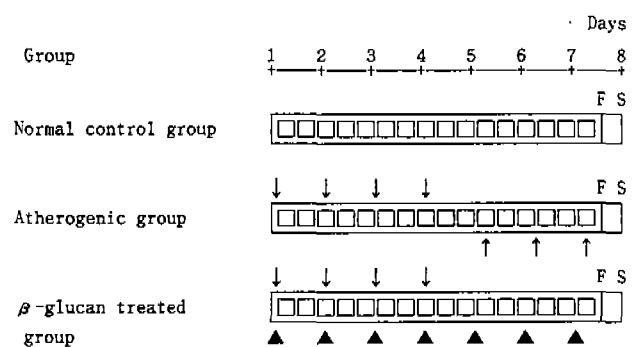 Days
Group 1 2 3 4 5 6 7 8
F S
Normal control group
F S
Atherogenic group
F S
β-glucan treated
group